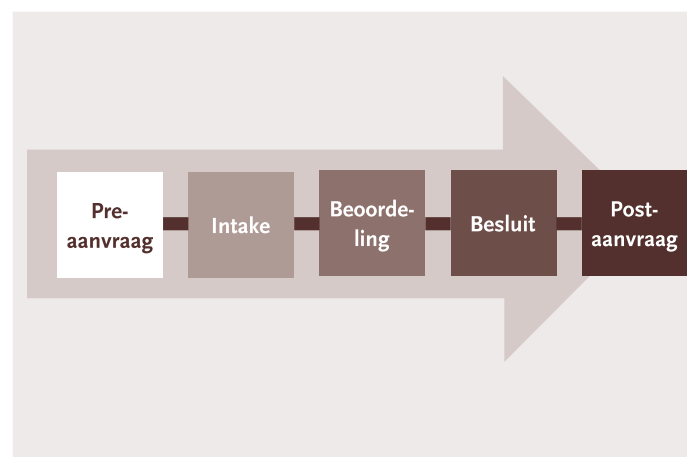 Pre-
aanvraag
Intake
Beoorde-
ling
Besluit
Post-
aanvraag